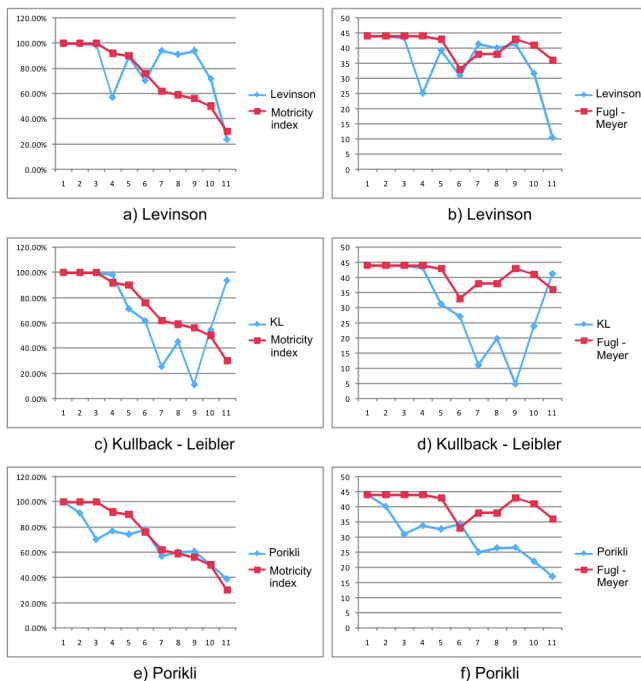 120.00%
100.00%
80.00%
60.00%
40.00%
20.00%
0.00%
1 2 3 4 5 6 7 8 9 10 11
Levinson
Motricity
index
a) Levinson
50
45
40
35
30
25
20
15
10
5
0
1 2 3 4 5 6 7 8 9 10 11
Levinson
Fugl -
Meyer
b) Levinson
120.00%
100.00%
80.00%
60.00%
40.00%
20.00%
0.00%
1 2 3 4 5 6 7 8 9 10 11
KL
Motricity
index
c) Kullback - Leibler
50
45
40
35
30
25
20
15
10
5
0
1 2 3 4 5 6 7 8 9 10 11
KL
Fugl -
Meyer
d) Kullback - Leibler
120.00%
100.00%
80.00%
60.00%
40.00%
20.00%
0.00%
1 2 3 4 5 6 7 8 9 10 11
Porikli
Motricity
index
e) Porikli
50
45
40
35
30
25
20
15
10
5
0
1 2 3 4 5 6 7 8 9 10 11
Porikli
Fugl -
Meyer
f) Porikli